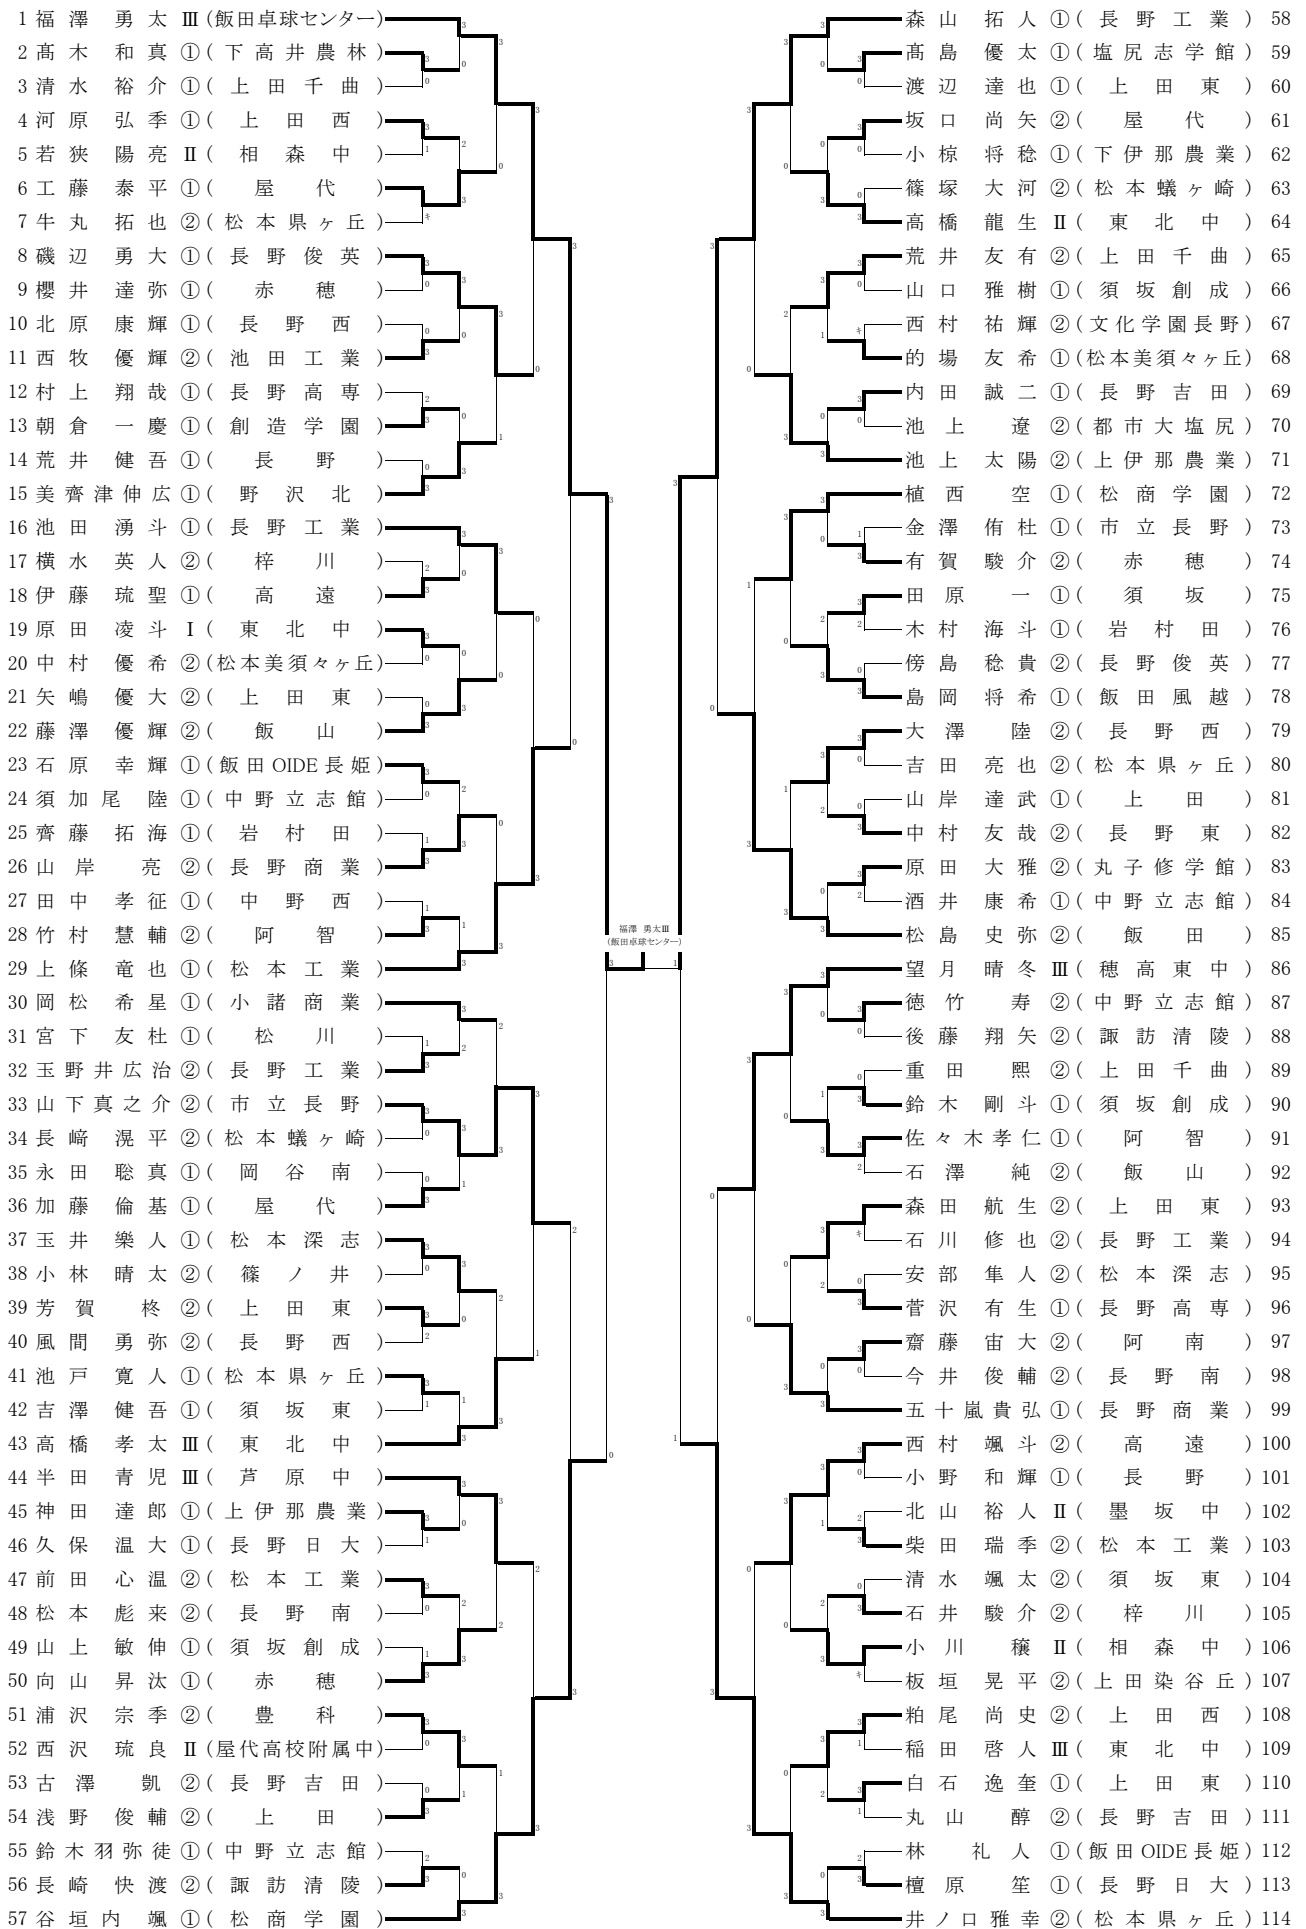 1 福澤 勇太 Ⅲ (飯田卓球センター)
2 髙木 和真 ① (下高井農林)
3 清水 裕介 ① (上田千曲)
4 河原 弘季 ① (上田西)
5 若狭 陽亮 Ⅱ (相森中)
6 工藤 泰平 ① (屋代)
7 牛丸 拓也 ② (松本県ヶ丘)
8 磯辺 勇大 ① (長野俊英)
9 櫻井 達弥 ① (赤穂)
10 北原 康輝 ① (長野西)
11 西牧 優輝 ② (池田工業)
12 村上 翔哉 ① (長野高専)
13 朝倉 一慶 ① (創造学園)
14 荒井 健吾 ① (長野)
15 美齊津伸広 ① (野沢北)
16 池田 湧斗 ① (長野工業)
17 横水 英人 ② (梓川)
18 伊藤 琉聖 ① (高遠)
19 原田 凌斗 Ⅰ (東北中)
20 中村 優希 ② (松本美須々ヶ丘)
21 矢嶋 優大 ② (上田東)
22 藤澤 優輝 ② (飯山)
23 石原 幸輝 ① (飯田OIDE長姫)
24 須加尾 陸 ① (中野立志館)
25 齊藤 拓海 ① (岩村田)
26 山岸 亮 ② (長野商業)
27 田中 孝征 ① (中野西)
28 竹村 慧輔 ② (阿智)
29 上條 竜也 ① (松本工業)
30 岡松 希星 ① (小諸商業)
31 宮下 友杜 ① (松川)
32 玉野井広治 ② (長野工業)
33 山下真之介 ② (市立長野)
34 長﨑 滉平 ② (松本蟻ヶ崎)
35 永田 聡真 ① (岡谷南)
36 加藤 倫基 ① (屋代)
37 玉井 樂人 ① (松本深志)
38 小林 晴太 ② (篠ノ井)
39 芳賀 柊 ② (上田東)
40 風間 勇弥 ② (長野西)
41 池戸 寛人 ① (松本県ヶ丘)
42 吉澤 健吾 ① (須坂東)
43 高橋 孝太 Ⅲ (東北中)
44 半田 青児 Ⅲ (芦原中)
45 神田 達郎 ① (上伊那農業)
46 久保 温大 ① (長野日大)
47 前田 心温 ② (松本工業)
48 松本 彪来 ② (長野南)
49 山上 敏伸 ① (須坂創成)
50 向山 昇汰 ① (赤穂)
51 浦沢 宗季 ② (豊科)
52 西沢 琉良 Ⅱ (屋代高校附属中)
53 古澤 凱 ② (長野吉田)
54 浅野 俊輔 ② (上田)
55 鈴木羽弥徒 ① (中野立志館)
56 長崎 快渡 ② (諏訪清陵)
57 谷垣内 颯 ① (松商学園)
福澤 勇太Ⅲ
(飯田卓球センター)
3 1
森山 拓人 ① (長野工業) 58
髙島 優太 ① (塩尻志学館) 59
渡辺 達也 ① (上田東) 60
坂口 尚矢 ② (屋代) 61
小椋 将稔 ① (下伊那農業) 62
篠塚 大河 ② (松本蟻ヶ崎) 63
高橋 龍生 Ⅱ (東北中) 64
荒井 友有 ② (上田千曲) 65
山口 雅樹 ① (須坂創成) 66
西村 祐輝 ② (文化学園長野) 67
的場 友希 ① (松本美須々ヶ丘) 68
内田 誠二 ① (長野吉田) 69
池上 遼 ② (都市大塩尻) 70
池上 太陽 ② (上伊那農業) 71
植西 空 ① (松商学園) 72
金澤 侑杜 ① (市立長野) 73
有賀 駿介 ② (赤穂) 74
田原 一 ① (須坂) 75
木村 海斗 ① (岩村田) 76
傍島 稔貴 ② (長野俊英) 77
島岡 将希 ① (飯田風越) 78
大澤 陸 ② (長野西) 79
吉田 亮也 ② (松本県ヶ丘) 80
山岸 達武 ① (上田) 81
中村 友哉 ② (長野東) 82
原田 大雅 ② (丸子修学館) 83
酒井 康希 ① (中野立志館) 84
松島 史弥 ② (飯田) 85
望月 晴冬 Ⅲ (穂高東中) 86
徳竹 寿 ② (中野立志館) 87
後藤 翔矢 ② (諏訪清陵) 88
重田 熙 ② (上田千曲) 89
鈴木 剛斗 ① (須坂創成) 90
佐々木孝仁 ① (阿智) 91
石澤 純 ② (飯山) 92
森田 航生 ② (上田東) 93
石川 修也 ② (長野工業) 94
安部 隼人 ② (松本深志) 95
菅沢 有生 ① (長野高専) 96
齋藤 宙大 ② (阿南) 97
今井 俊輔 ② (長野南) 98
五十嵐貴弘 ① (長野商業) 99
西村 颯斗 ② (高遠) 100
小野 和輝 ① (長野) 101
北山 裕人 Ⅱ (墨坂中) 102
柴田 瑞季 ② (松本工業) 103
清水 颯太 ② (須坂東) 104
石井 駿介 ② (梓川) 105
小川 穣 Ⅱ (相森中) 106
板垣 晃平 ② (上田染谷丘) 107
粕尾 尚史 ② (上田西) 108
稲田 啓人 Ⅲ (東北中) 109
白石 逸奎 ① (上田東) 110
丸山 醇 ② (長野吉田) 111
林 礼人 ① (飯田OIDE長姫) 112
檀原 笙 ① (長野日大) 113
井ノ口雅幸 ② (松本県ヶ丘) 114